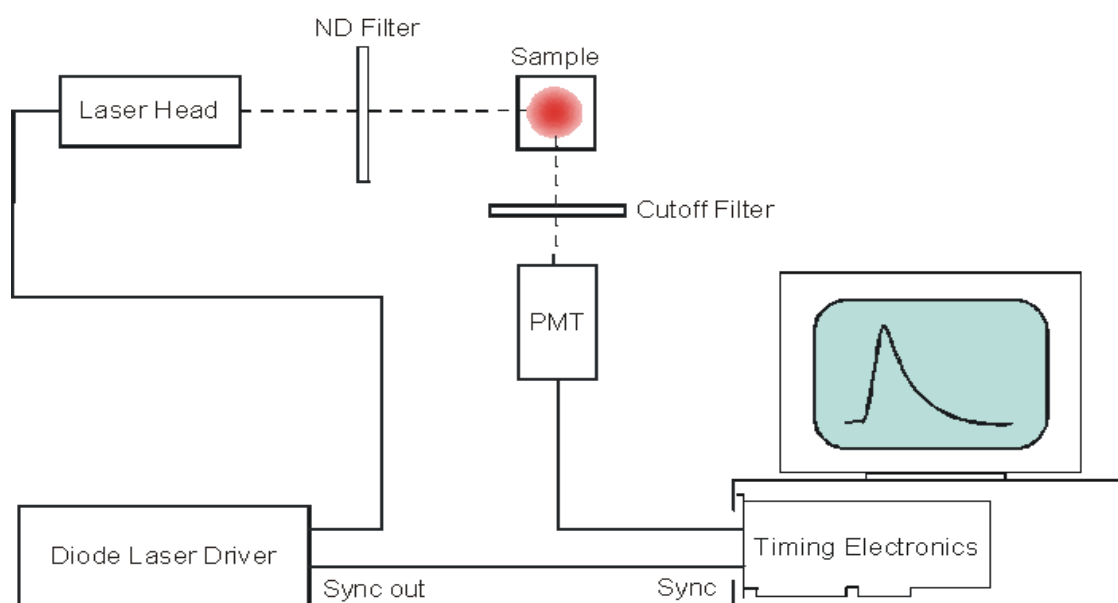 ND Filter
Sample
Laser Head
Cutoff Filter
PMT
Diode Laser Driver
Timing Electronics
Sync out
Sync